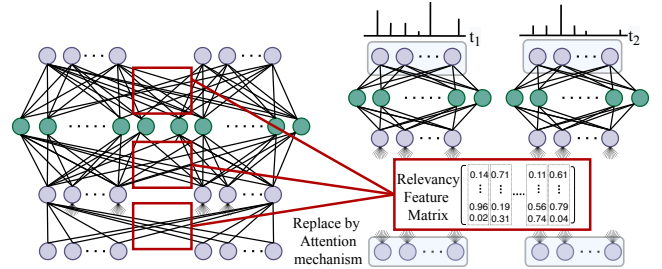 t1
t2
Relevancy
Feature
Matrix
0.14 0.71 0.11 0.61
0.96 0.19 .... 0.56 0.79
0.02 0.31 0.74 0.04
Replace by
Attention
mechanism